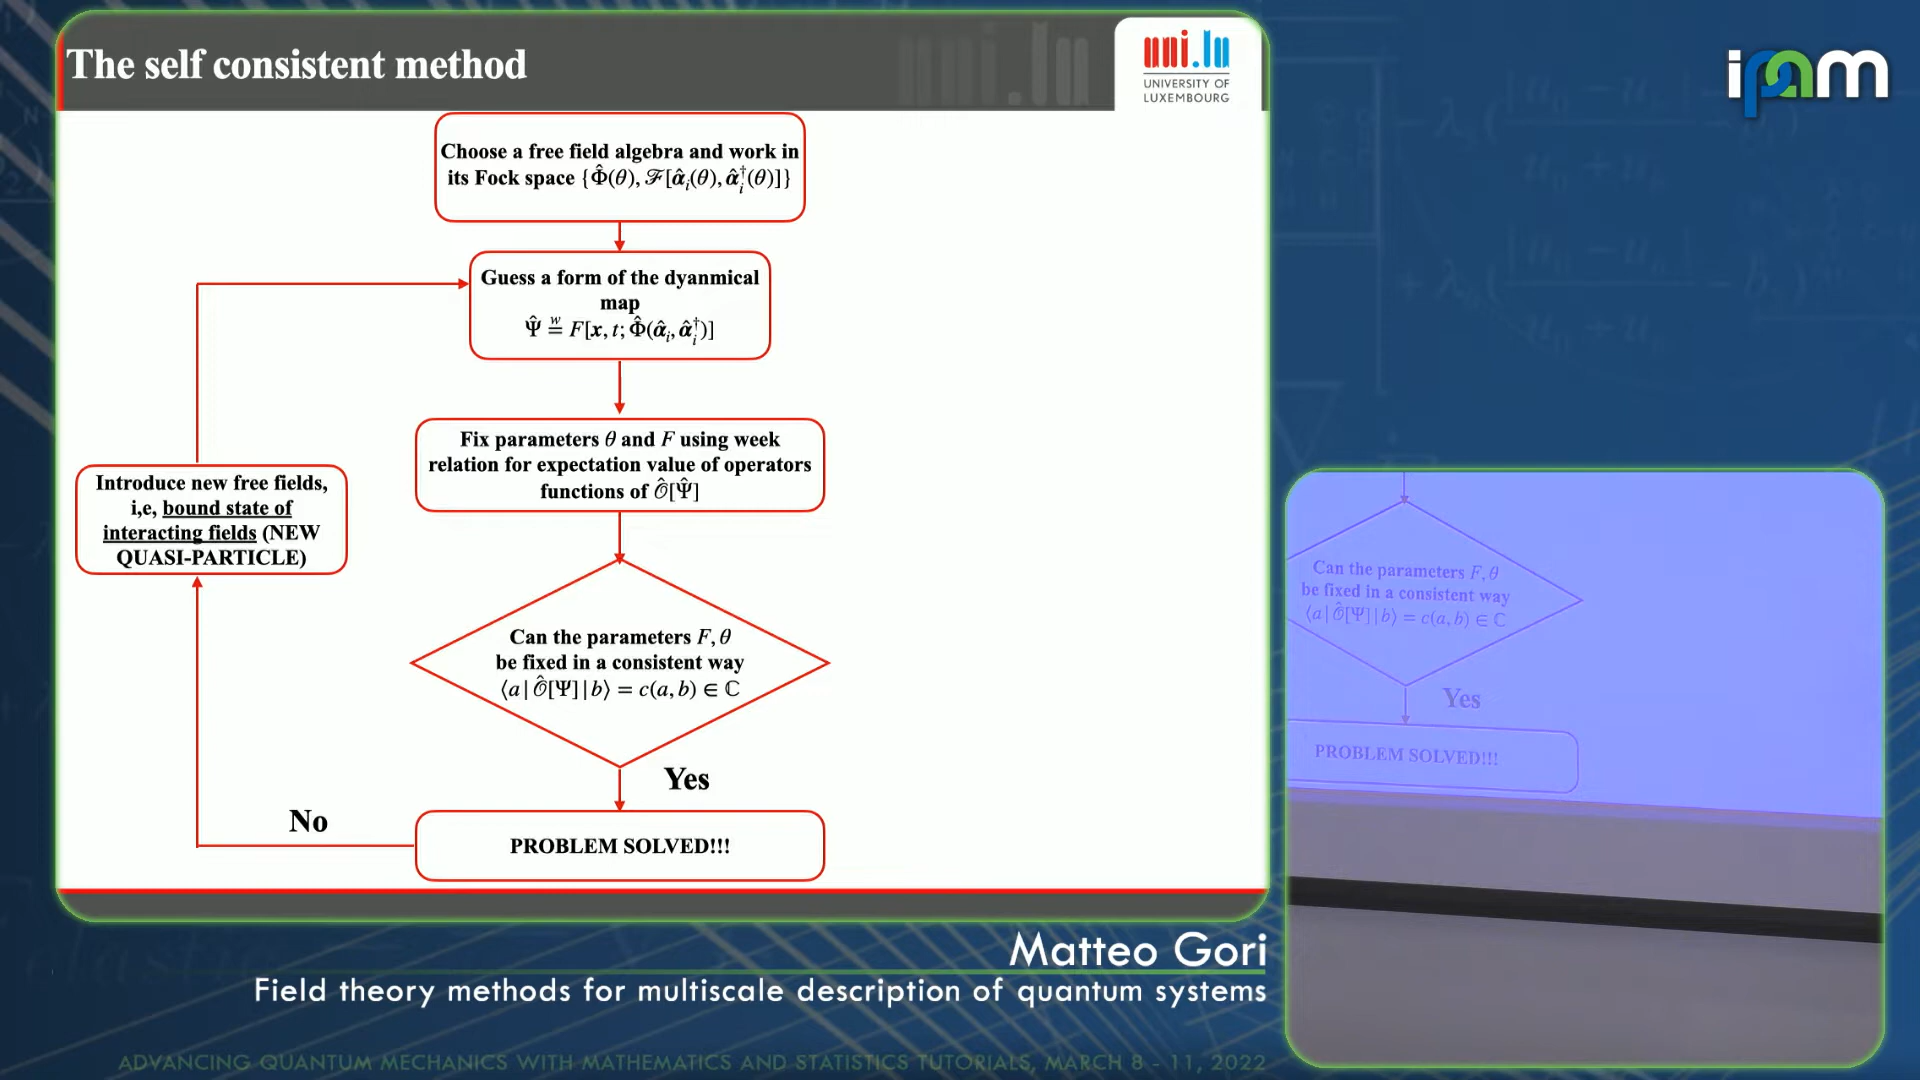 The self consistent method
uni.lu
UNIVERSITY OF
LUXEMBOURG
ipam
Choose a free field algebra and work in
its Fock space {Φ̂(θ), ℱ[α̂ᵢ(θ), α̂ᵢ†(θ)]}
Guess a form of the dyanmical
map
Ψ̂ =ʷ F[x, t; Φ̂(α̂ᵢ, α̂ᵢ†)]
Fix parameters θ and F using week
relation for expectation value of operators
functions of 𝒪̂[Ψ̂]
Introduce new free fields,
i,e, bound state of
interacting fields (NEW
QUASI-PARTICLE)
Can the parameters F, θ
be fixed in a consistent way
⟨a | 𝒪̂[Ψ] | b⟩ = c(a, b) ∈ ℂ
Yes
No
PROBLEM SOLVED!!!
Can the parameters F, θ
be fixed in a consistent way
⟨a | 𝒪̂[Ψ] | b⟩ = c(a, b) ∈ ℂ
Yes
PROBLEM SOLVED!!!
Matteo Gori
Field theory methods for multiscale description of quantum systems
ADVANCING QUANTUM MECHANICS WITH MATHEMATICS AND STATISTICS TUTORIALS, MARCH 8 - 11, 2022